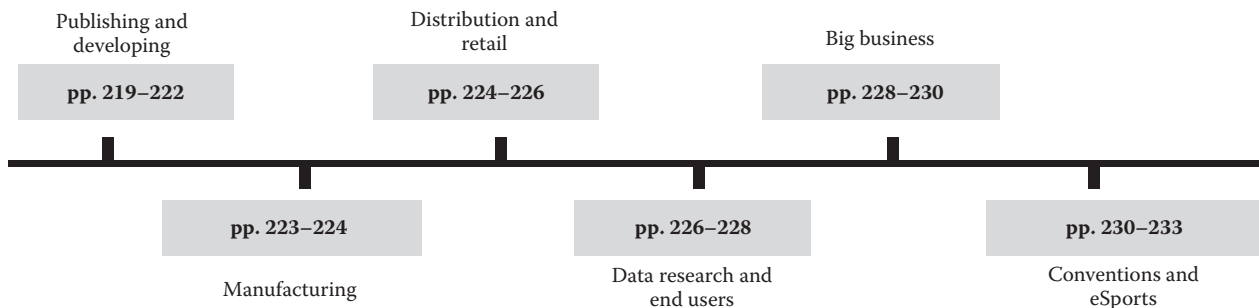 Publishing and
developing
pp. 219–222
Distribution and
retail
pp. 224–226
Big business
pp. 228–230
pp. 223–224
Manufacturing
pp. 226–228
Data research and
end users
pp. 230–233
Conventions and
eSports